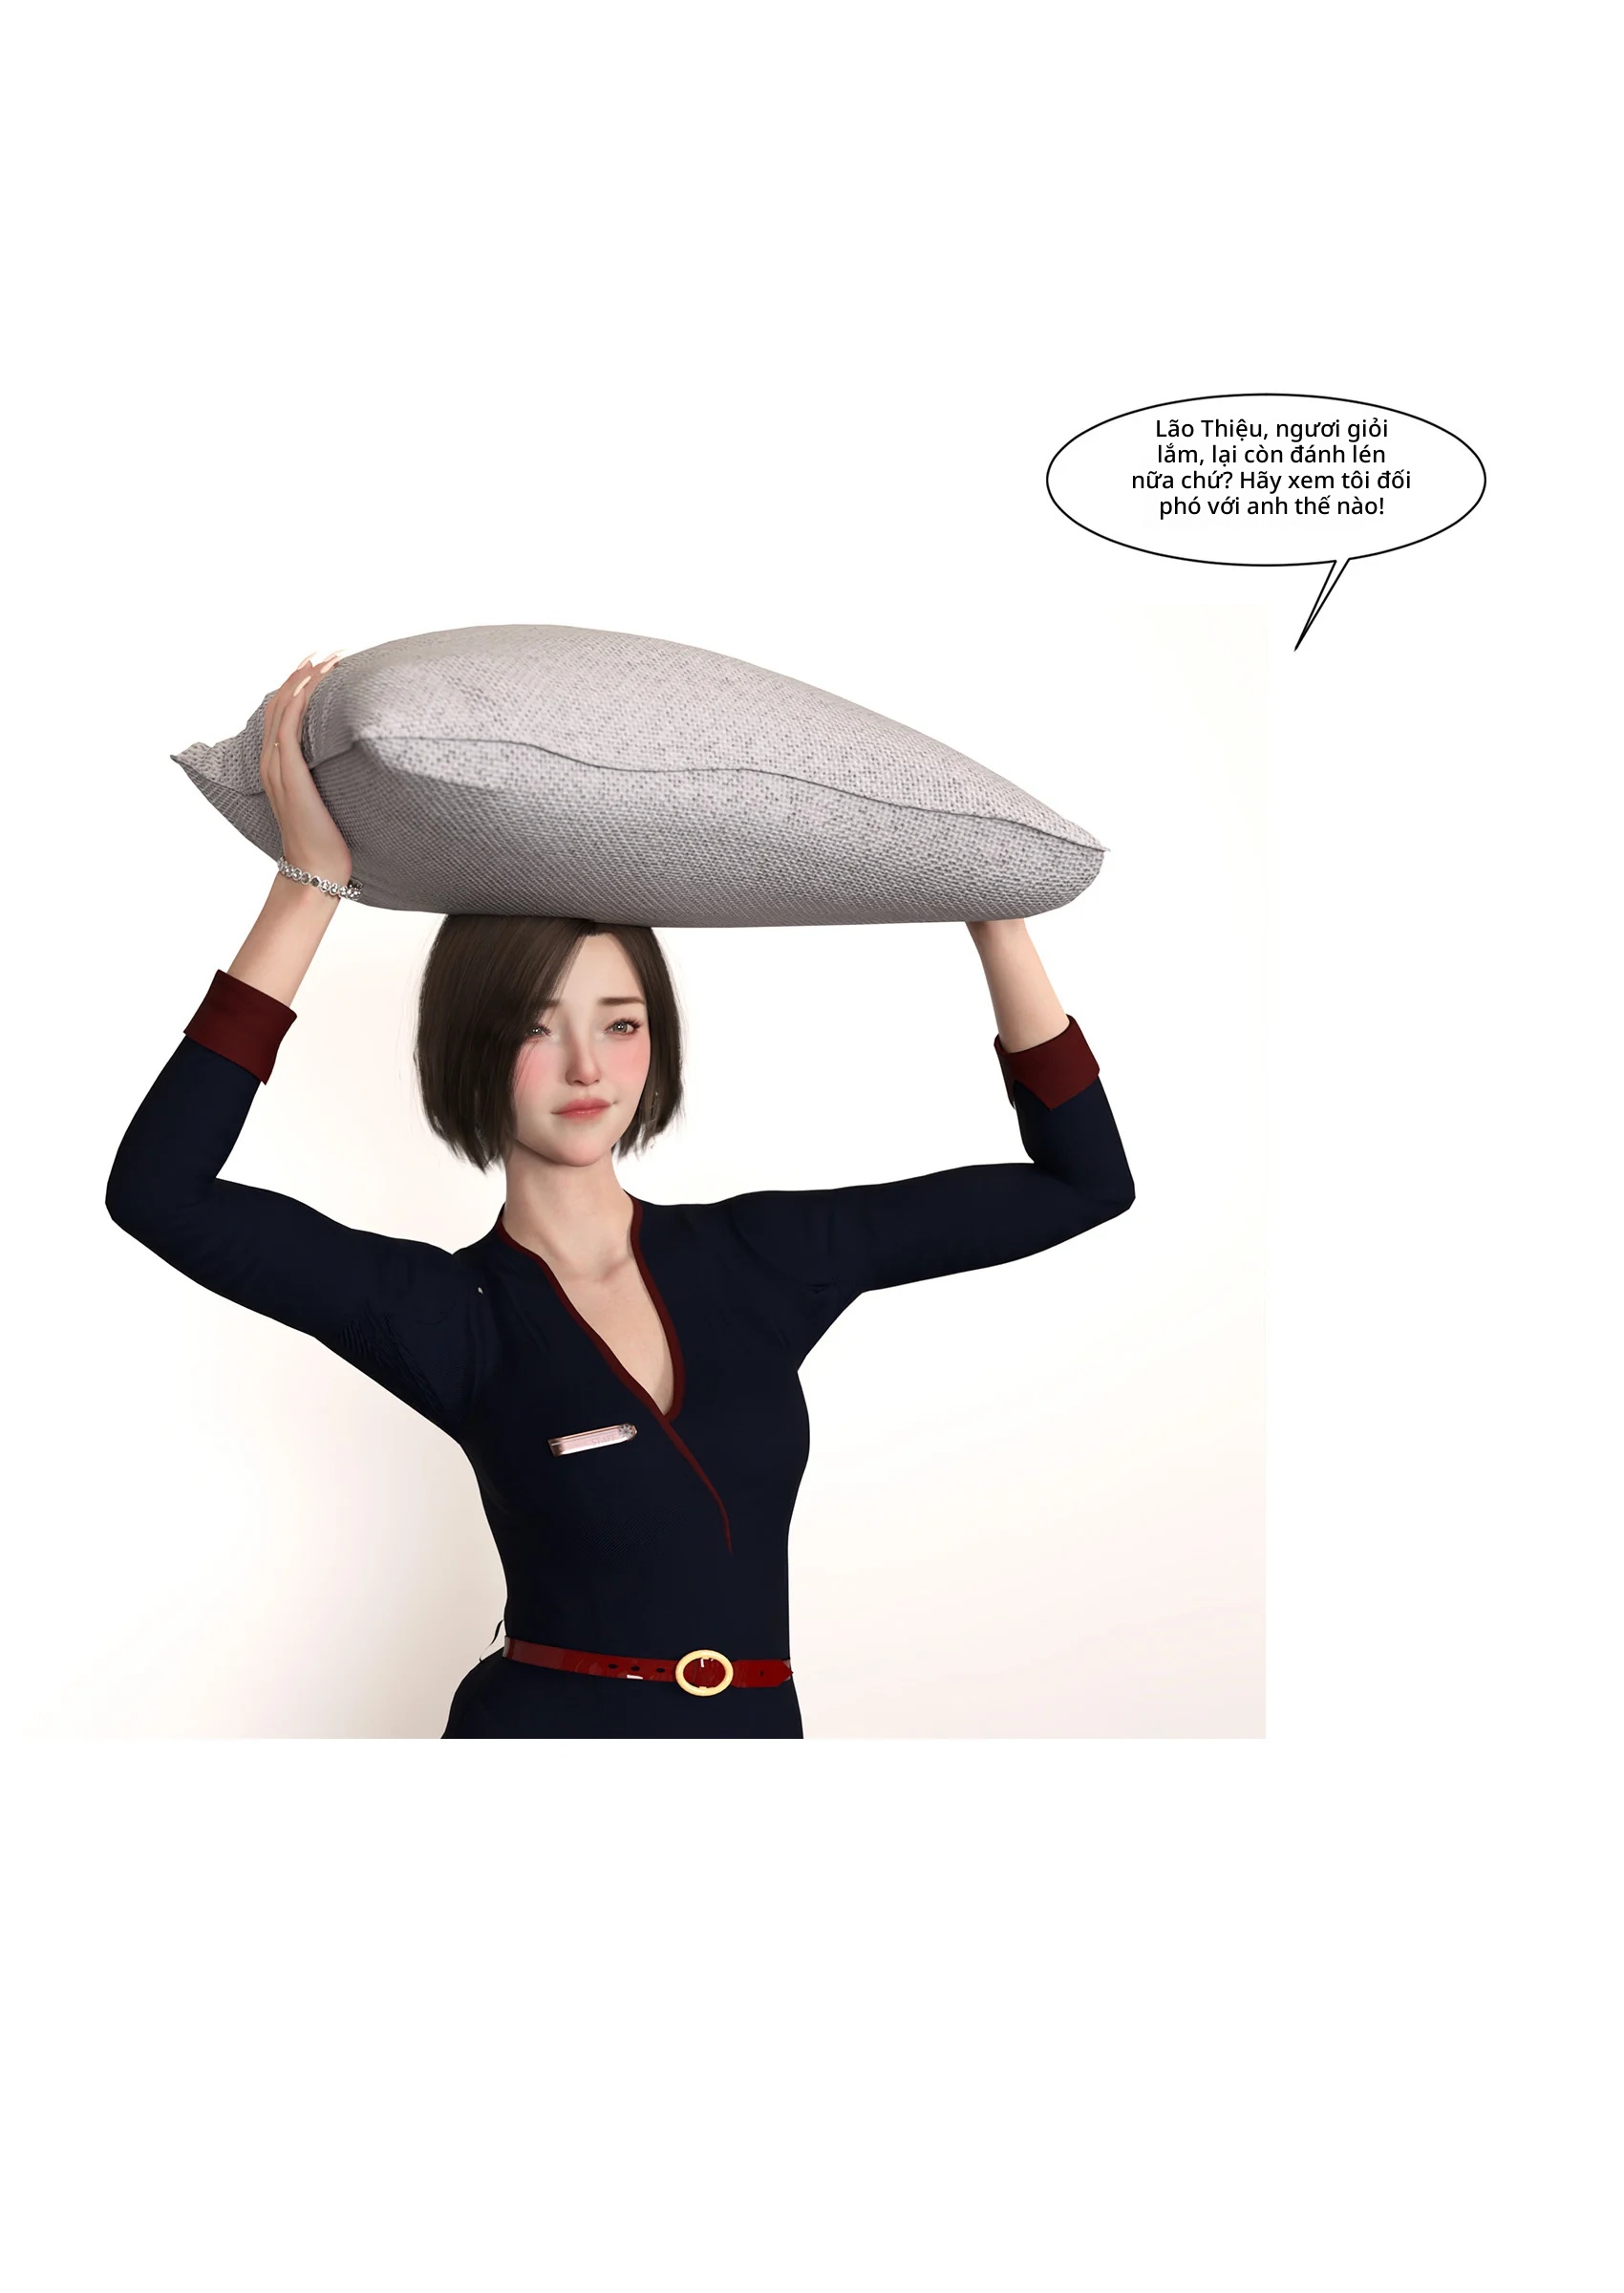 Lão Thiệu, ngươi giỏi
lắm, lại còn đánh lén
nữa chứ? Hãy xem tôi đối
phó với anh thế nào!